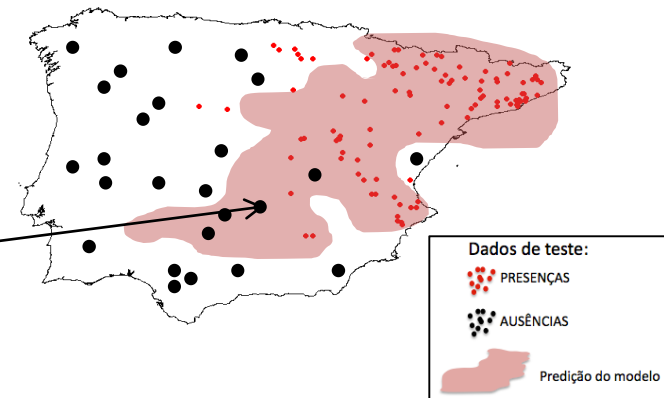 Dados de teste:
PRESENÇAS
AUSÊNCIAS
Predição do modelo